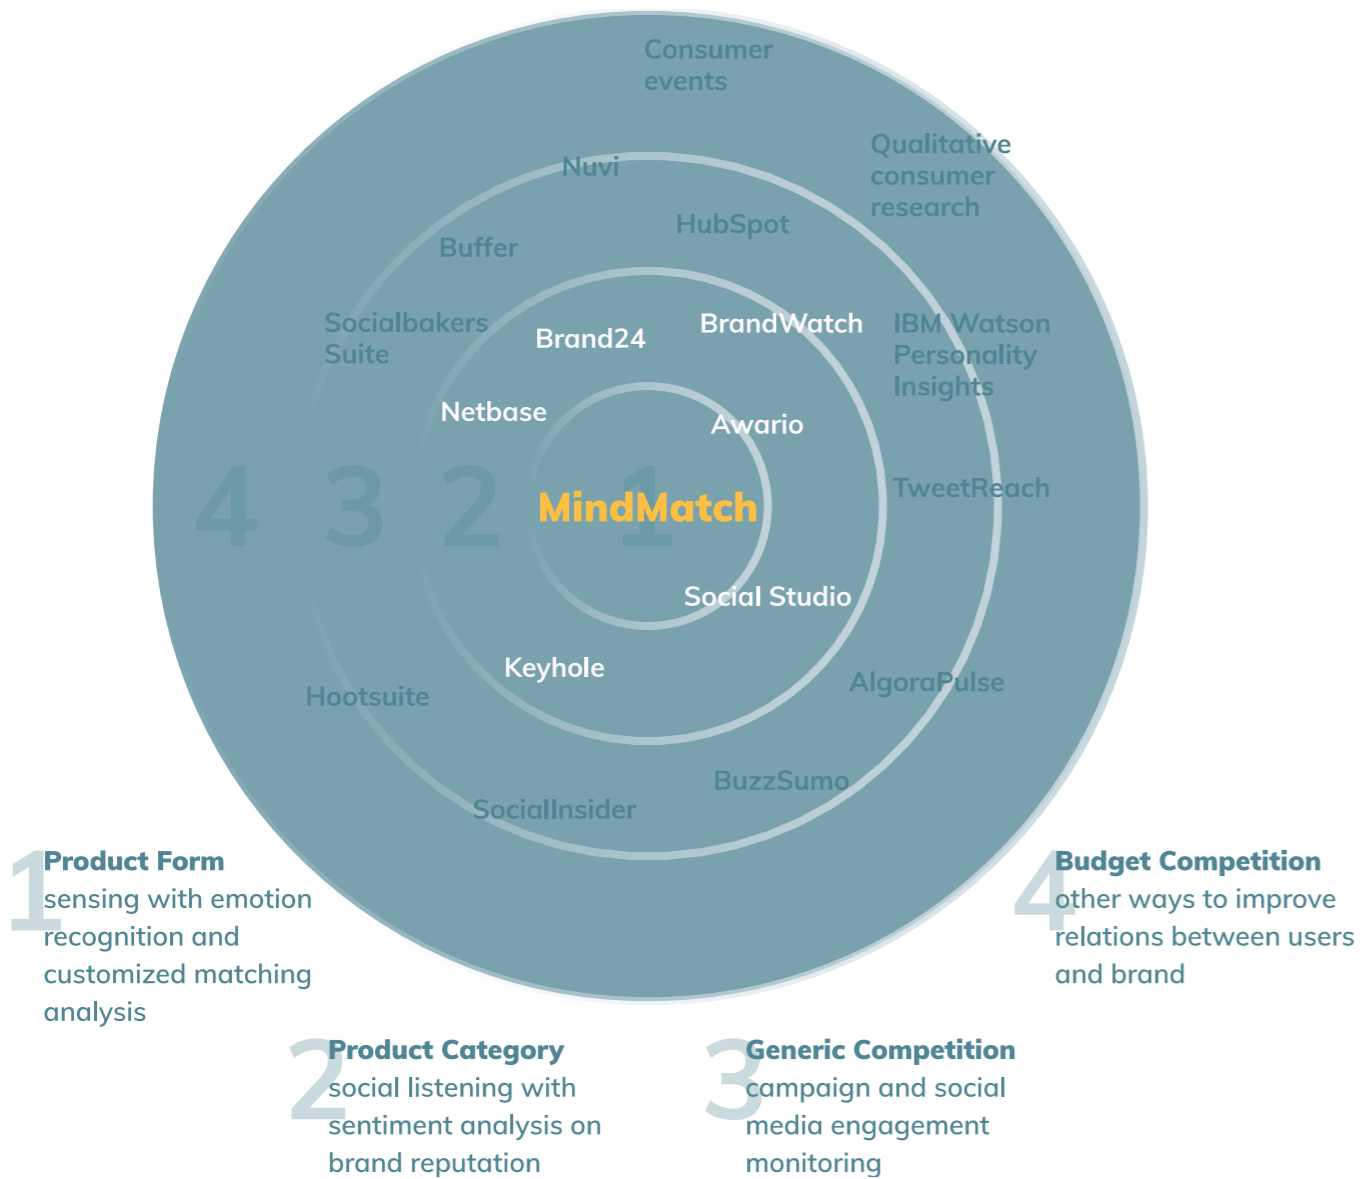 Consumer
events
Qualitative
consumer
research
Nuvi
HubSpot
Buffer
Socialbakers
Suite
Brand24
BrandWatch
IBM Watson
Personality
Insights
Netbase
Awario
4
3
2
1
MindMatch
TweetReach
Social Studio
Keyhole
AlgoraPulse
Hootsuite
BuzzSumo
SocialInsider
1
Product Form
sensing with emotion
recognition and
customized matching
analysis
2
Product Category
social listening with
sentiment analysis on
brand reputation
3
Generic Competition
campaign and social
media engagement
monitoring
4
Budget Competition
other ways to improve
relations between users
and brand